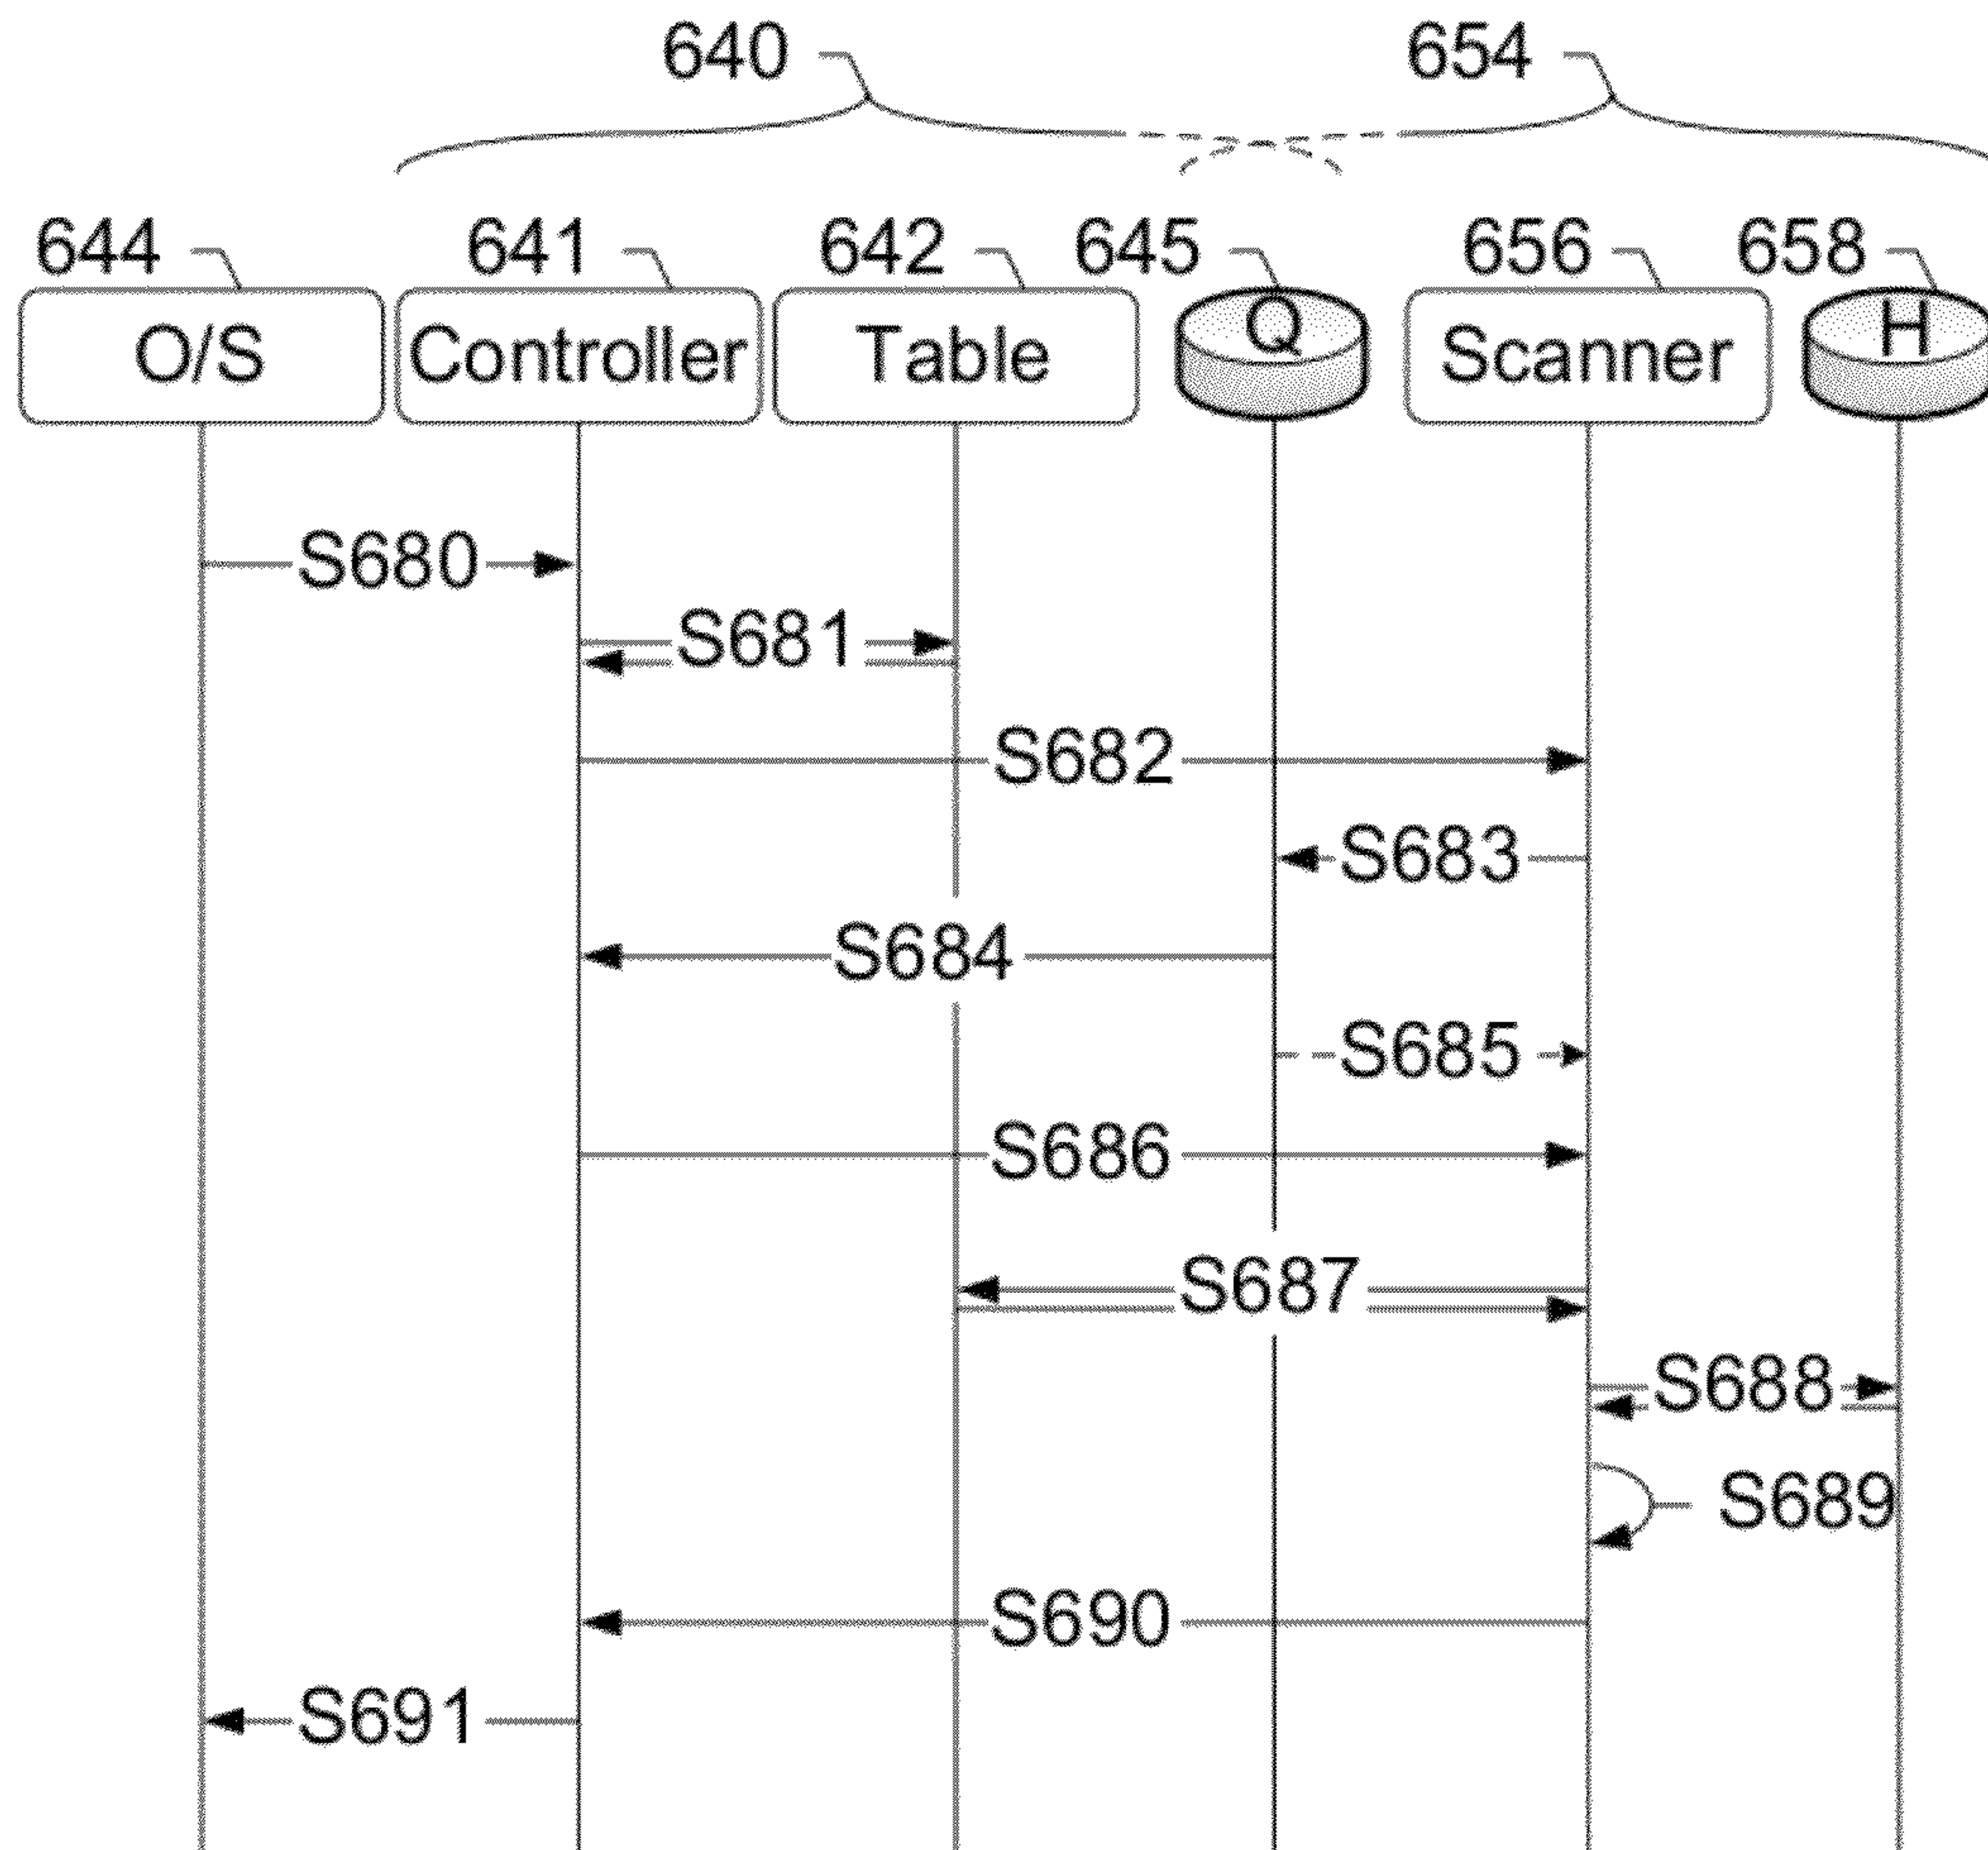 640 654
644 641 642 645 656 658
O/S Controller Table Q Scanner H
S680
S681
S682
S683
S684
S685
S686
S687
S688
S689
S690
S691